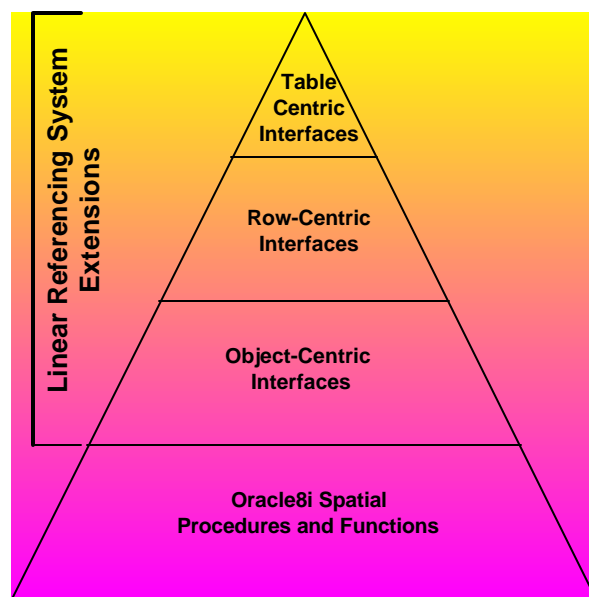 Linear Referencing System
Extensions
Table
Centric
Interfaces
Row-Centric
Interfaces
Object-Centric
Interfaces
Oracle8i Spatial
Procedures and Functions